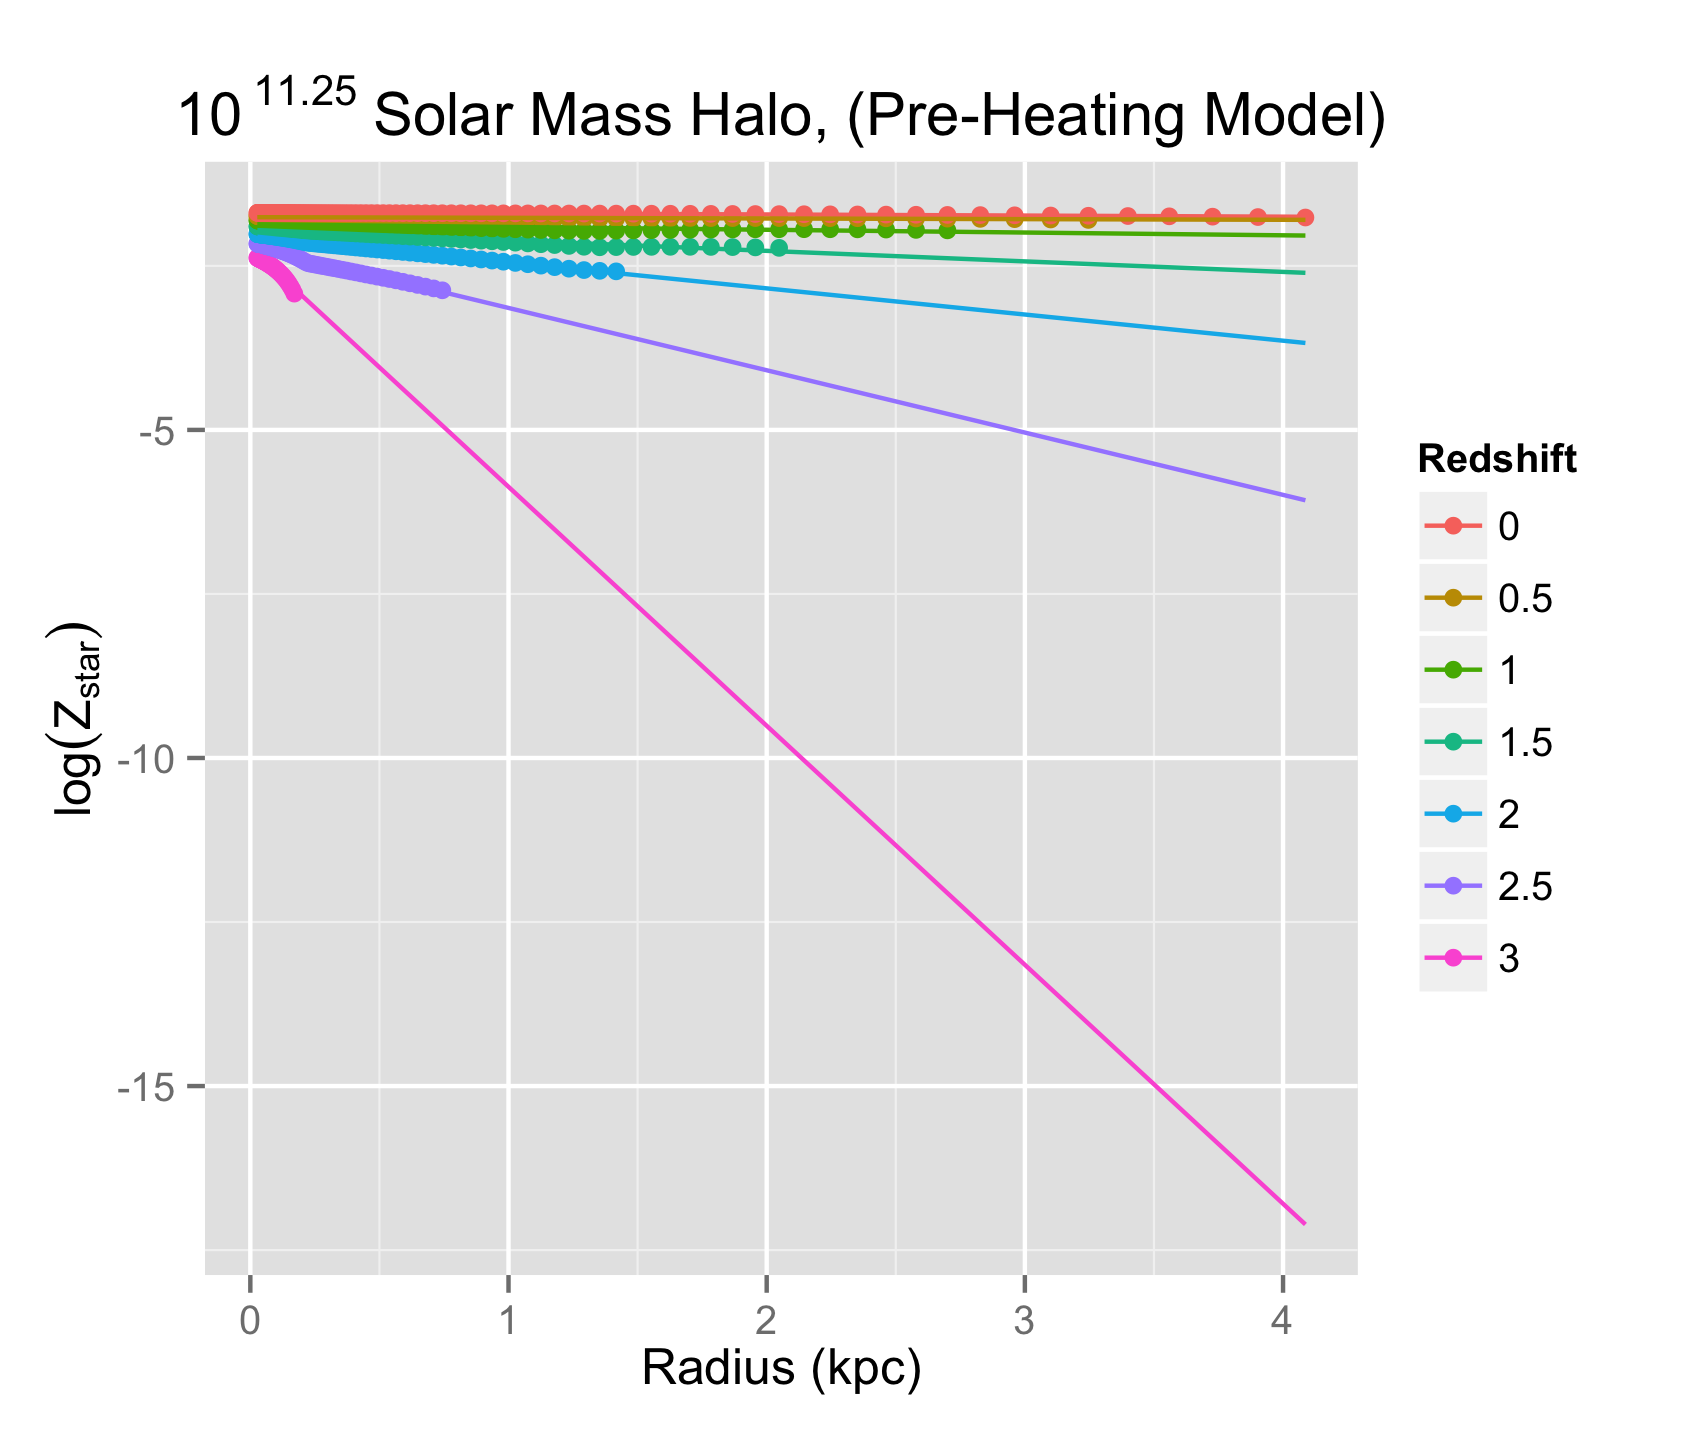 10^11.25 Solar Mass Halo, (Pre-Heating Model)
log(Z_star)
-5
-10
-15
0 1 2 3 4
Radius (kpc)
Redshift
0
0.5
1
1.5
2
2.5
3